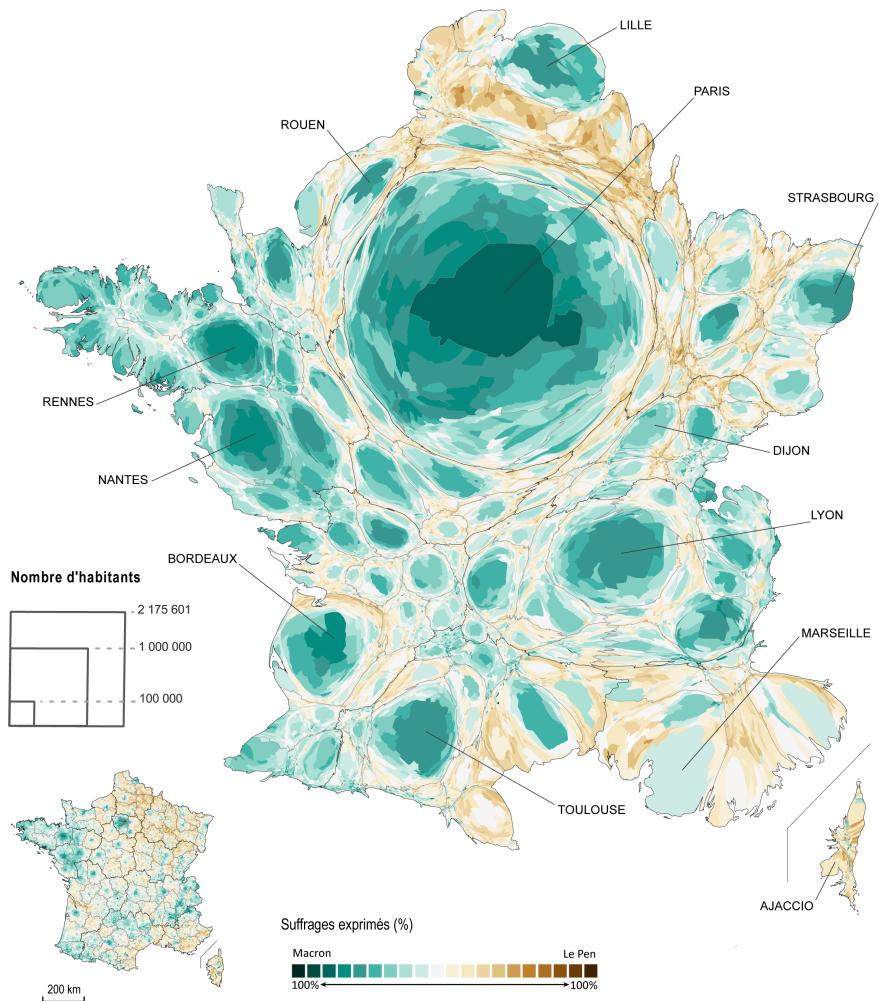 LILLE
PARIS
ROUEN
STRASBOURG
RENNES
NANTES
DIJON
LYON
BORDEAUX
Nombre d'habitants
2 175 601
1 000 000
100 000
MARSEILLE
TOULOUSE
AJACCIO
Suffrages exprimés (%)
Macron Le Pen
100% 100%
200 km